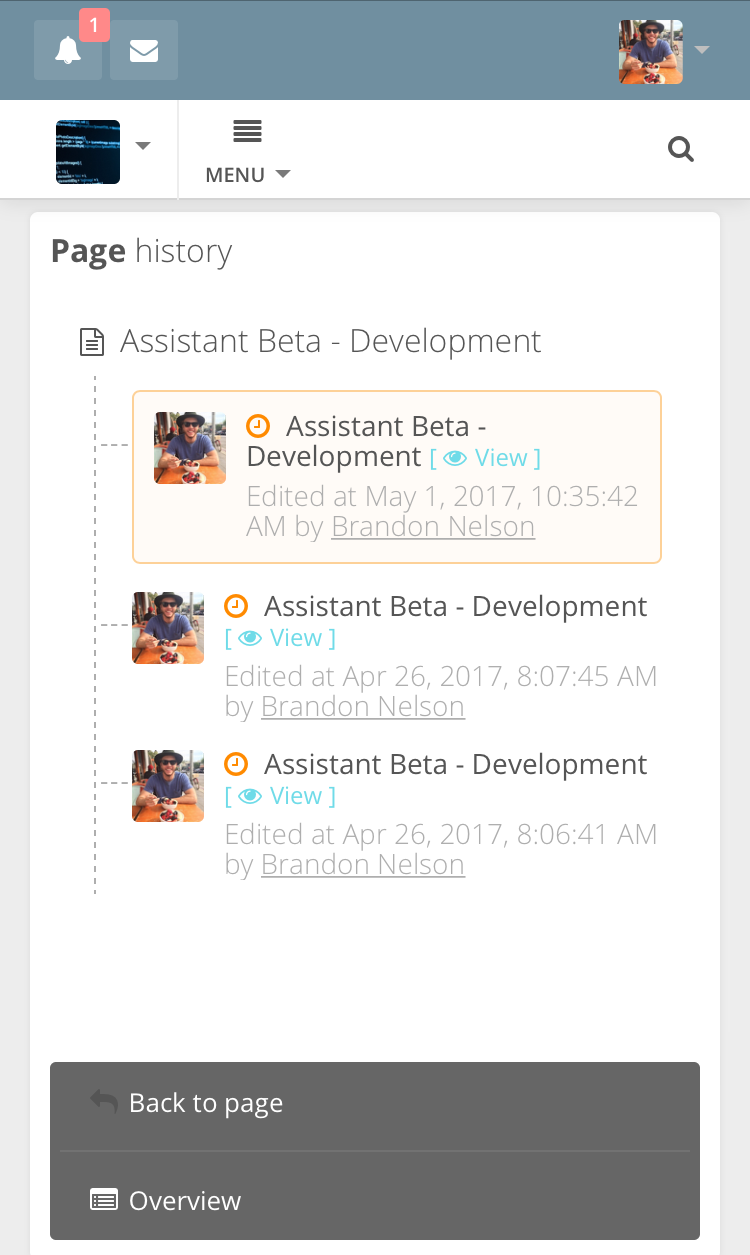 1
MENU
Page history
Assistant Beta - Development
Assistant Beta -
Development [ View ]
Edited at May 1, 2017, 10:35:42
AM by Brandon Nelson
Assistant Beta - Development
[ View ]
Edited at Apr 26, 2017, 8:07:45 AM
by Brandon Nelson
Assistant Beta - Development
[ View ]
Edited at Apr 26, 2017, 8:06:41 AM
by Brandon Nelson
Back to page
Overview